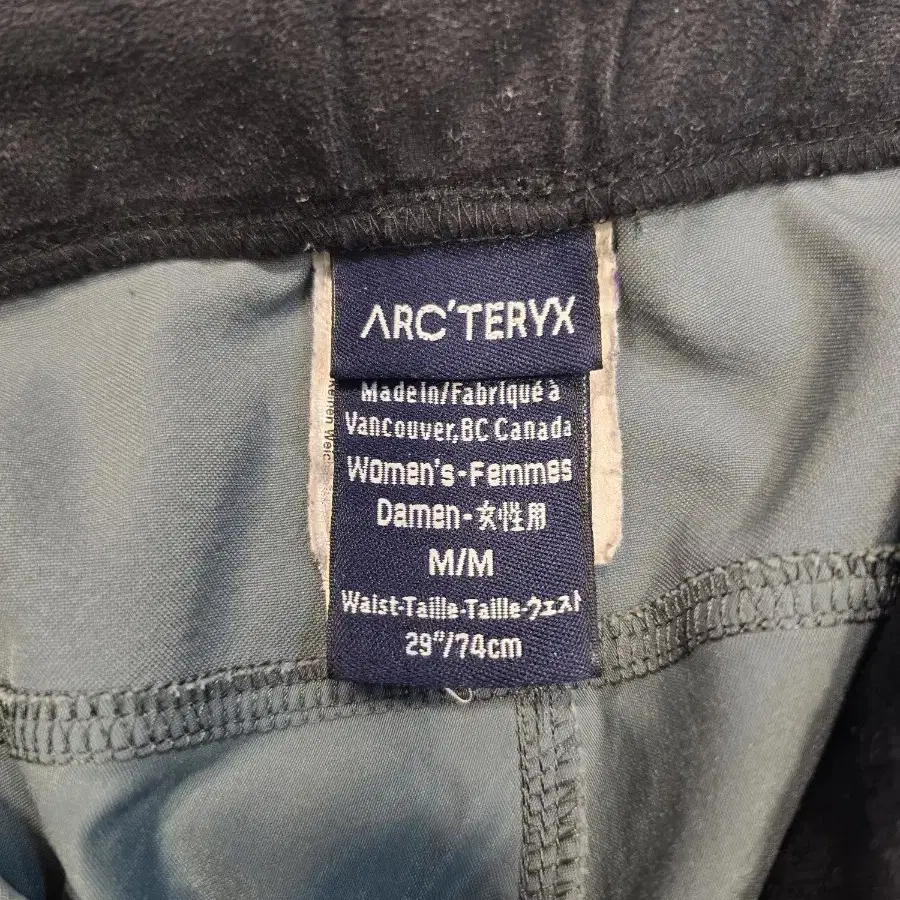 ARC'TERYX
Made in/Fabriqué à
Vancouver, BC Canada
Women's-Femmes
Damen-女性用
M/M
Waist-Taille-Taille-ウェスト
29"/74cm